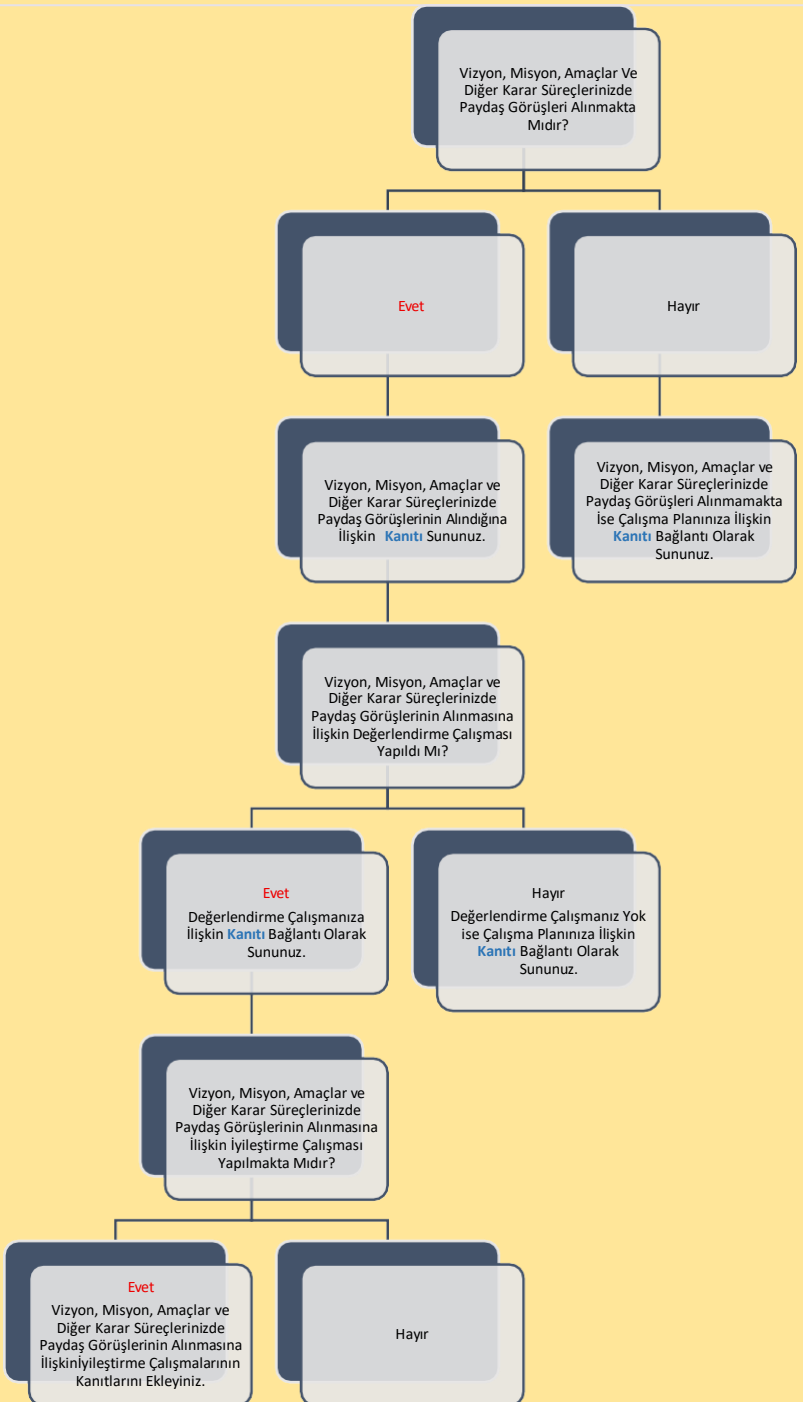 Vizyon, Misyon, Amaçlar Ve
Diğer Karar Süreçlerinizde
Paydaş Görüşleri Alınmakta
Mıdır?
Evet
Hayır
Vizyon, Misyon, Amaçlar ve
Diğer Karar Süreçlerinizde
Paydaş Görüşlerinin Alındığına
İlişkin Kanıtı Sununuz.
Vizyon, Misyon, Amaçlar ve
Diğer Karar Süreçlerinizde
Paydaş Görüşleri Alınmamakta
İse Çalışma Planınıza İlişkin
Kanıtı Bağlantı Olarak
Sununuz.
Vizyon, Misyon, Amaçlar ve
Diğer Karar Süreçlerinizde
Paydaş Görüşlerinin Alınmasına
İlişkin Değerlendirme Çalışması
Yapıldı Mı?
Evet
Değerlendirme Çalışmanıza
İlişkin Kanıtı Bağlantı Olarak
Sununuz.
Hayır
Değerlendirme Çalışmanız Yok
ise Çalışma Planınıza İlişkin
Kanıtı Bağlantı Olarak
Sununuz.
Vizyon, Misyon, Amaçlar ve
Diğer Karar Süreçlerinizde
Paydaş Görüşlerinin Alınmasına
İlişkin İyileştirme Çalışması
Yapılmakta Mıdır?
Evet
Vizyon, Misyon, Amaçlar ve
Diğer Karar Süreçlerinizde
Paydaş Görüşlerinin Alınmasına
İlişkinİyileştirme Çalışmalarının
Kanıtlarını Ekleyiniz.
Hayır